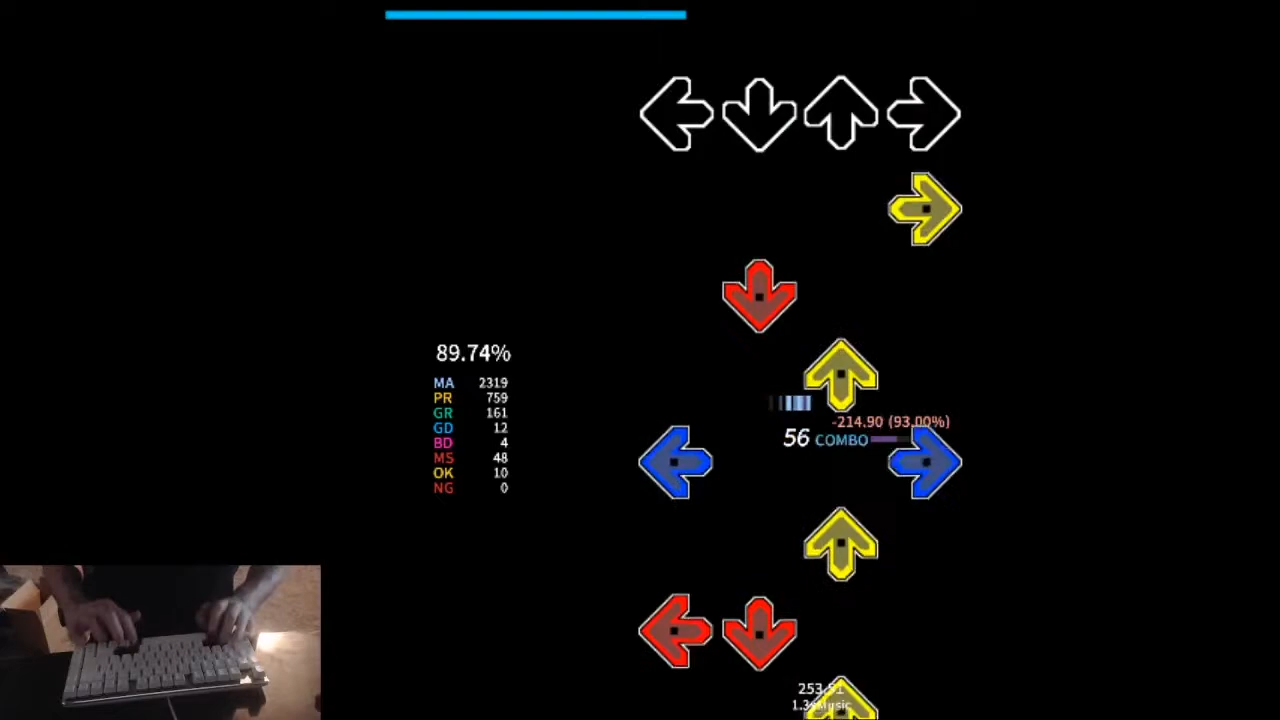 89.74%
MA 2319
PR 759
GR 161
GD 12
BD 4
MS 48
OK 10
NG 0
-214.90 (93.00%)
56 COMBO